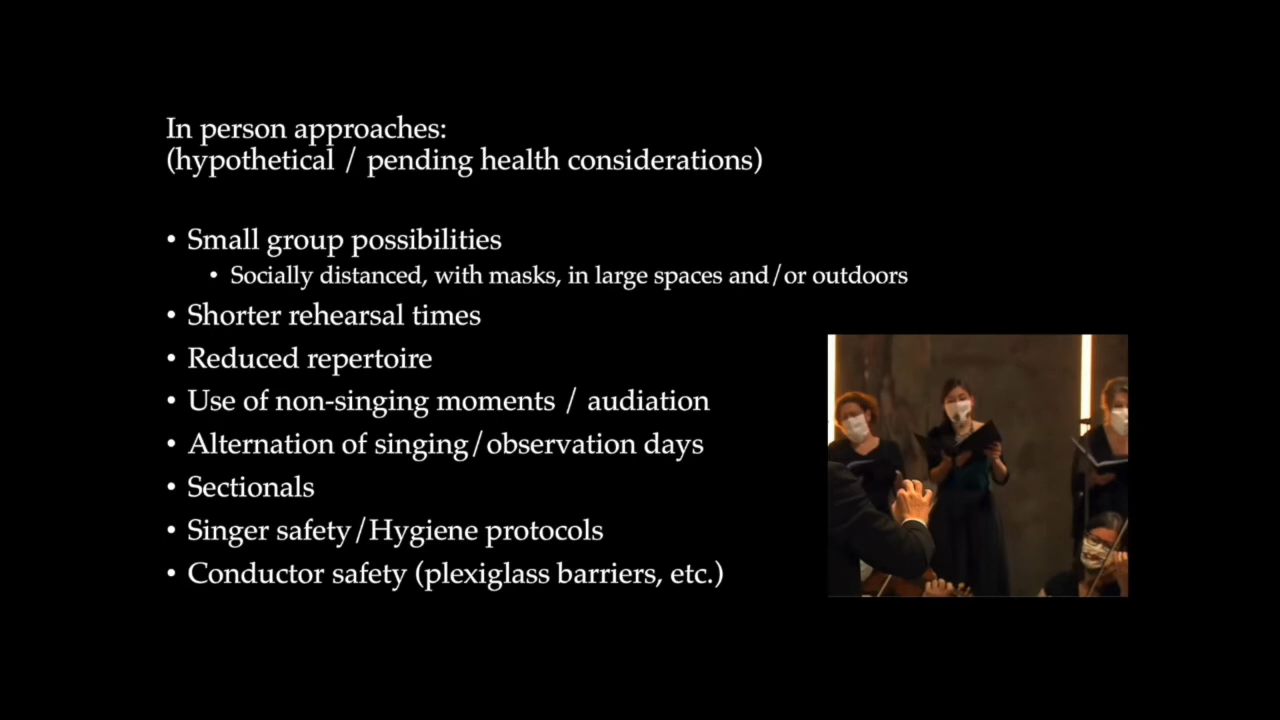 In person approaches:
(hypothetical / pending health considerations)
• Small group possibilities
• Socially distanced, with masks, in large spaces and/or outdoors
• Shorter rehearsal times
• Reduced repertoire
• Use of non-singing moments / audiation
• Alternation of singing/observation days
• Sectionals
• Singer safety/Hygiene protocols
• Conductor safety (plexiglass barriers, etc.)